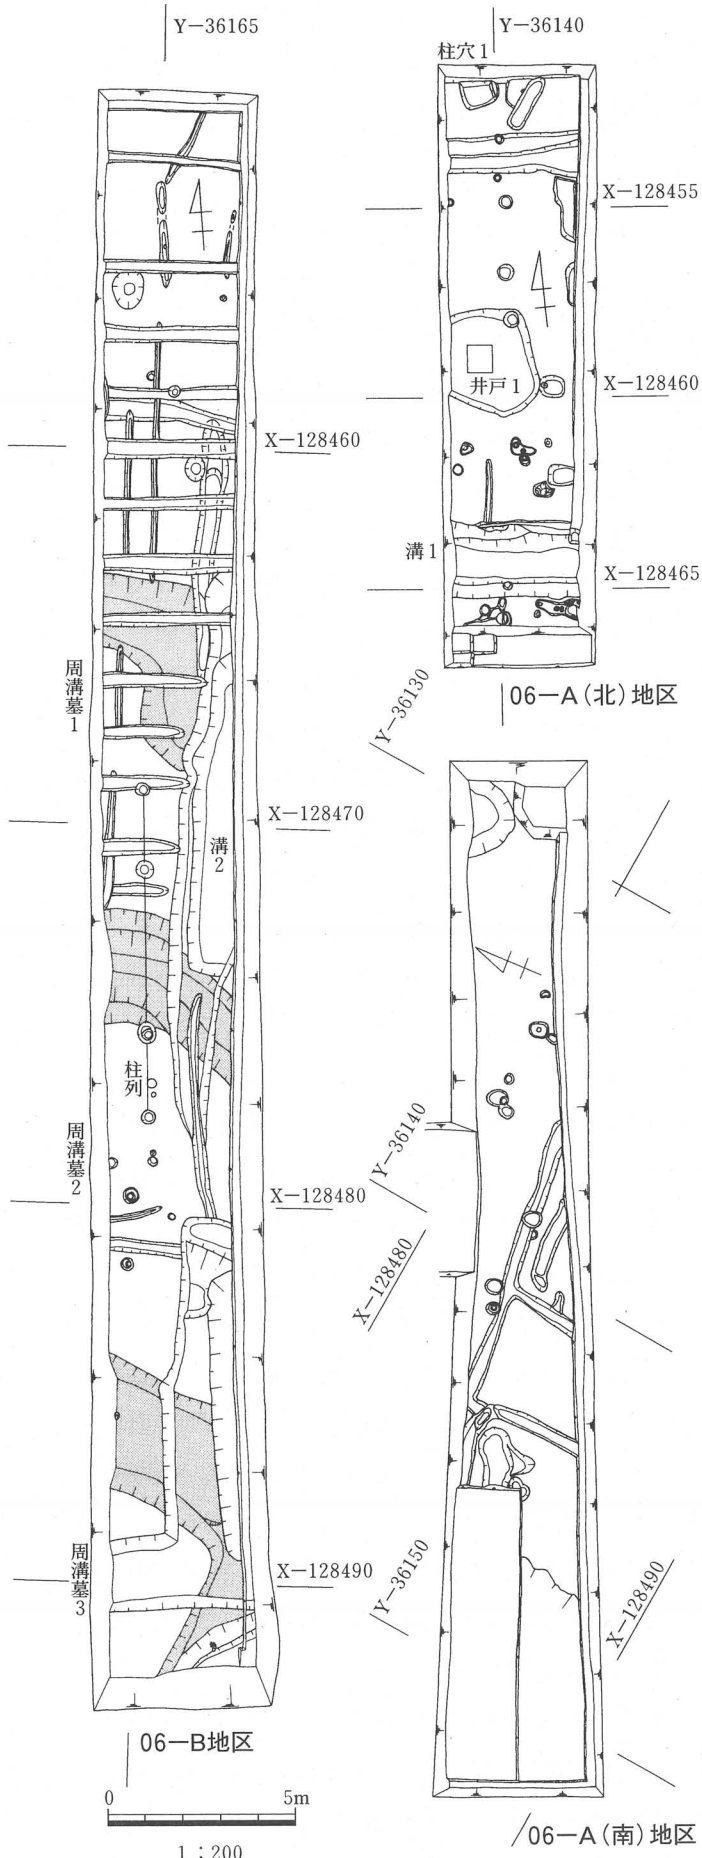 Y-36165
Y-36140
柱穴1
X-128455
井戸1
X-128460
X-128460
溝1
X-128465
周溝墓1
Y-36130
06-A(北)地区
X-128470
溝2
柱列
周溝墓2
Y-36140
X-128480
X-128480
周溝墓3
Y-36150
X-128490
X-128490
06-B地区
0 5m
1:200
06-A(南)地区